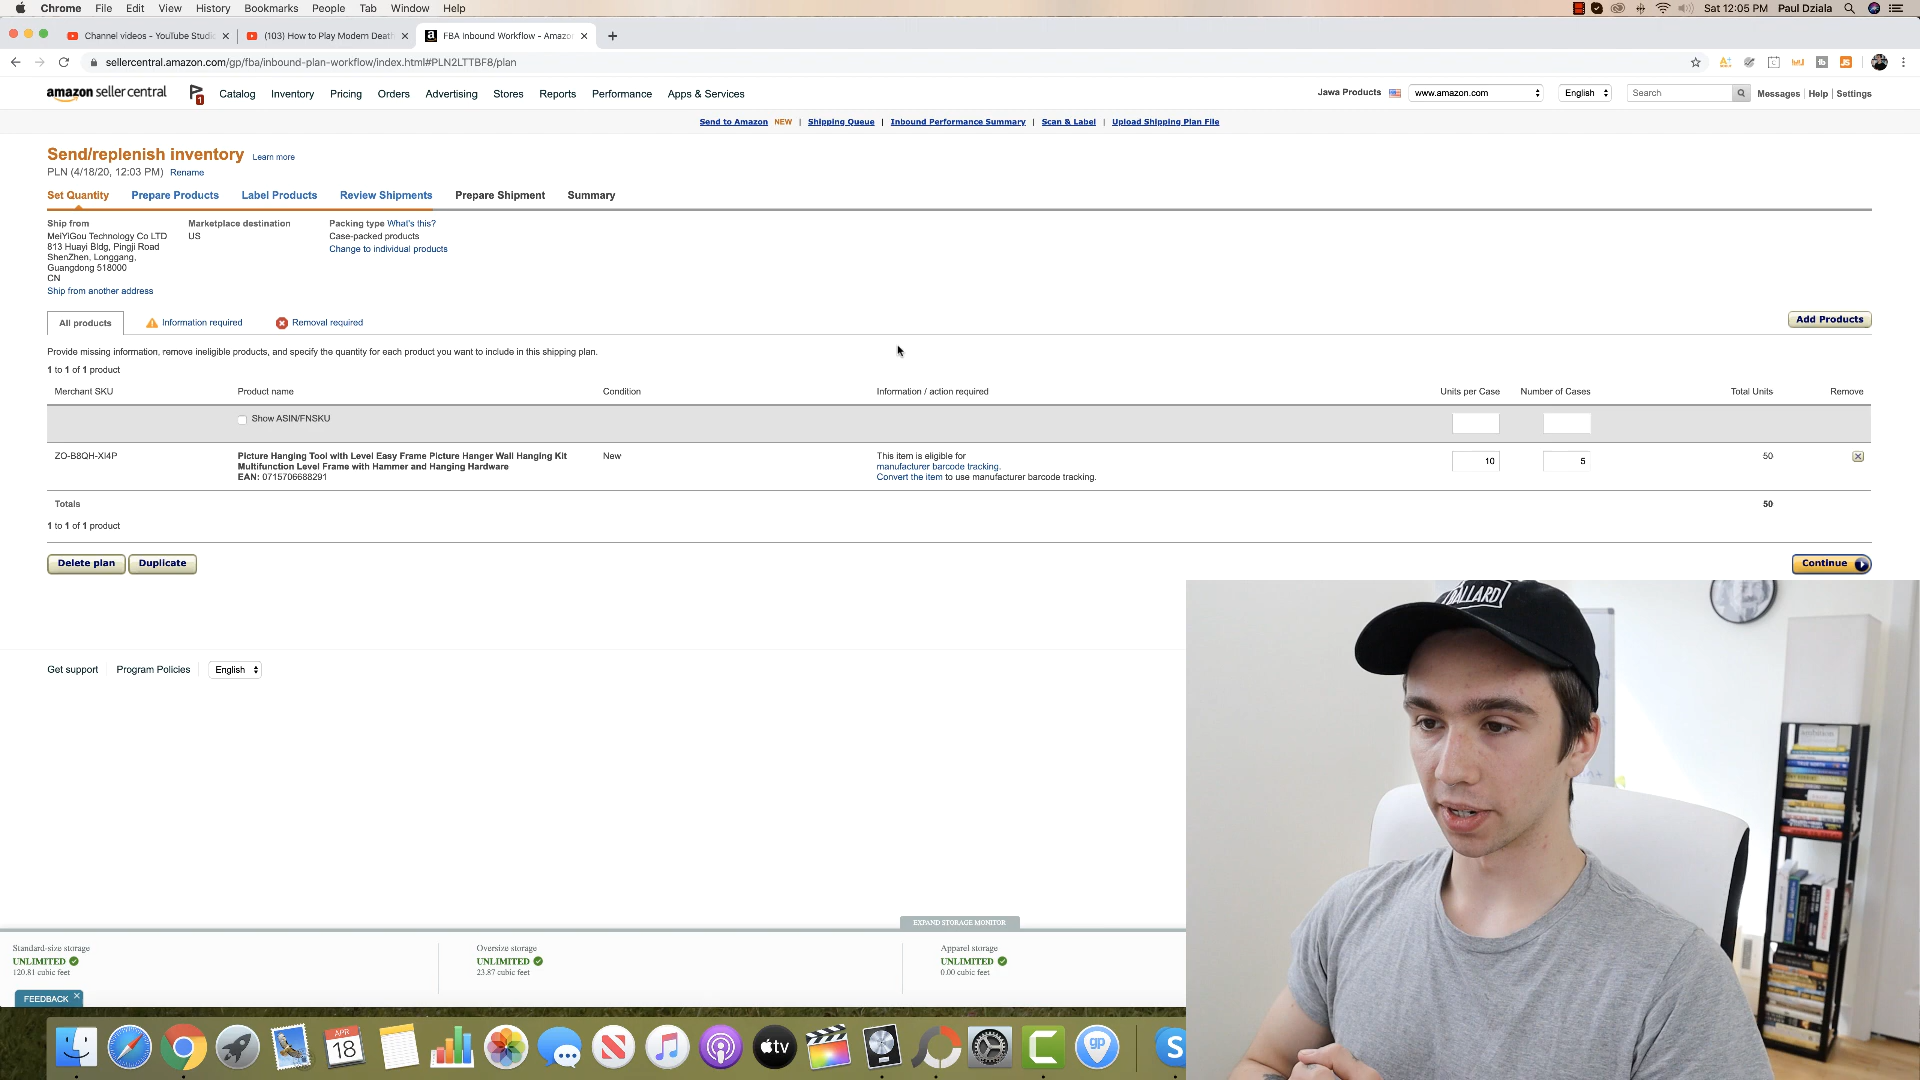 Chrome File Edit View History Bookmarks People Tab Window Help Sat 12:05 PM Paul Dziala
Channel videos - YouTube Studi (103) How to Play Modern Death FBA Inbound Workflow - Amazo
sellercentral.amazon.com/gp/fba/inbound-plan-workflow/index.html#PLN2LTTBF8/plan
amazon seller central 1 Catalog Inventory Pricing Orders Advertising Stores Reports Performance Apps & Services Jawa Products www.amazon.com English Search Messages | Help | Settings
Send to Amazon NEW | Shipping Queue | Inbound Performance Summary | Scan & Label | Upload Shipping Plan File
Send/replenish inventory Learn more
PLN (4/18/20, 12:03 PM) Rename
Set Quantity Prepare Products Label Products Review Shipments Prepare Shipment Summary
Ship from Marketplace destination Packing type What's this?
MeiYiGou Technology Co LTD US Case-packed products
813 Huayi Bldg, Pingji Road Change to individual products
ShenZhen, Longgang,
Guangdong 518000
CN
Ship from another address
All products Information required Removal required Add Products
Provide missing information, remove ineligible products, and specify the quantity for each product you want to include in this shipping plan.
1 to 1 of 1 product
Merchant SKU Product name Condition Information / action required Units per Case Number of Cases Total Units Remove
Show ASIN/FNSKU
ZO-B8QH-XI4P Picture Hanging Tool with Level Easy Frame Picture Hanger Wall Hanging Kit New This item is eligible for 10 5 50
Multifunction Level Frame with Hammer and Hanging Hardware manufacturer barcode tracking.
EAN: 0715706688291 Convert the item to use manufacturer barcode tracking.
Totals 50
1 to 1 of 1 product
Delete plan Duplicate Continue
Get support Program Policies English
EXPAND STORAGE MONITOR
Standard-size storage Oversize storage Apparel storage
UNLIMITED UNLIMITED UNLIMITED
120.81 cubic feet 23.87 cubic feet 0.00 cubic feet
FEEDBACK
APR
18
tv
gp
S